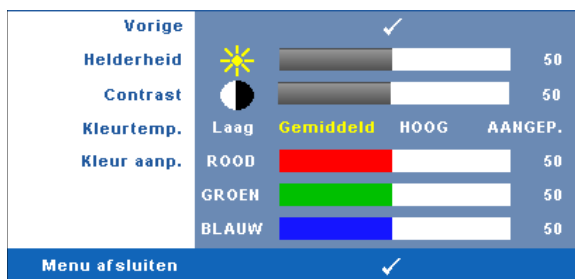 Vorige
Helderheid 50
Contrast 50
Kleurtemp. Laag Gemiddeld HOOG AANGEP.
Kleur aanp. ROOD 50
GROEN 50
BLAUW 50
Menu afsluiten